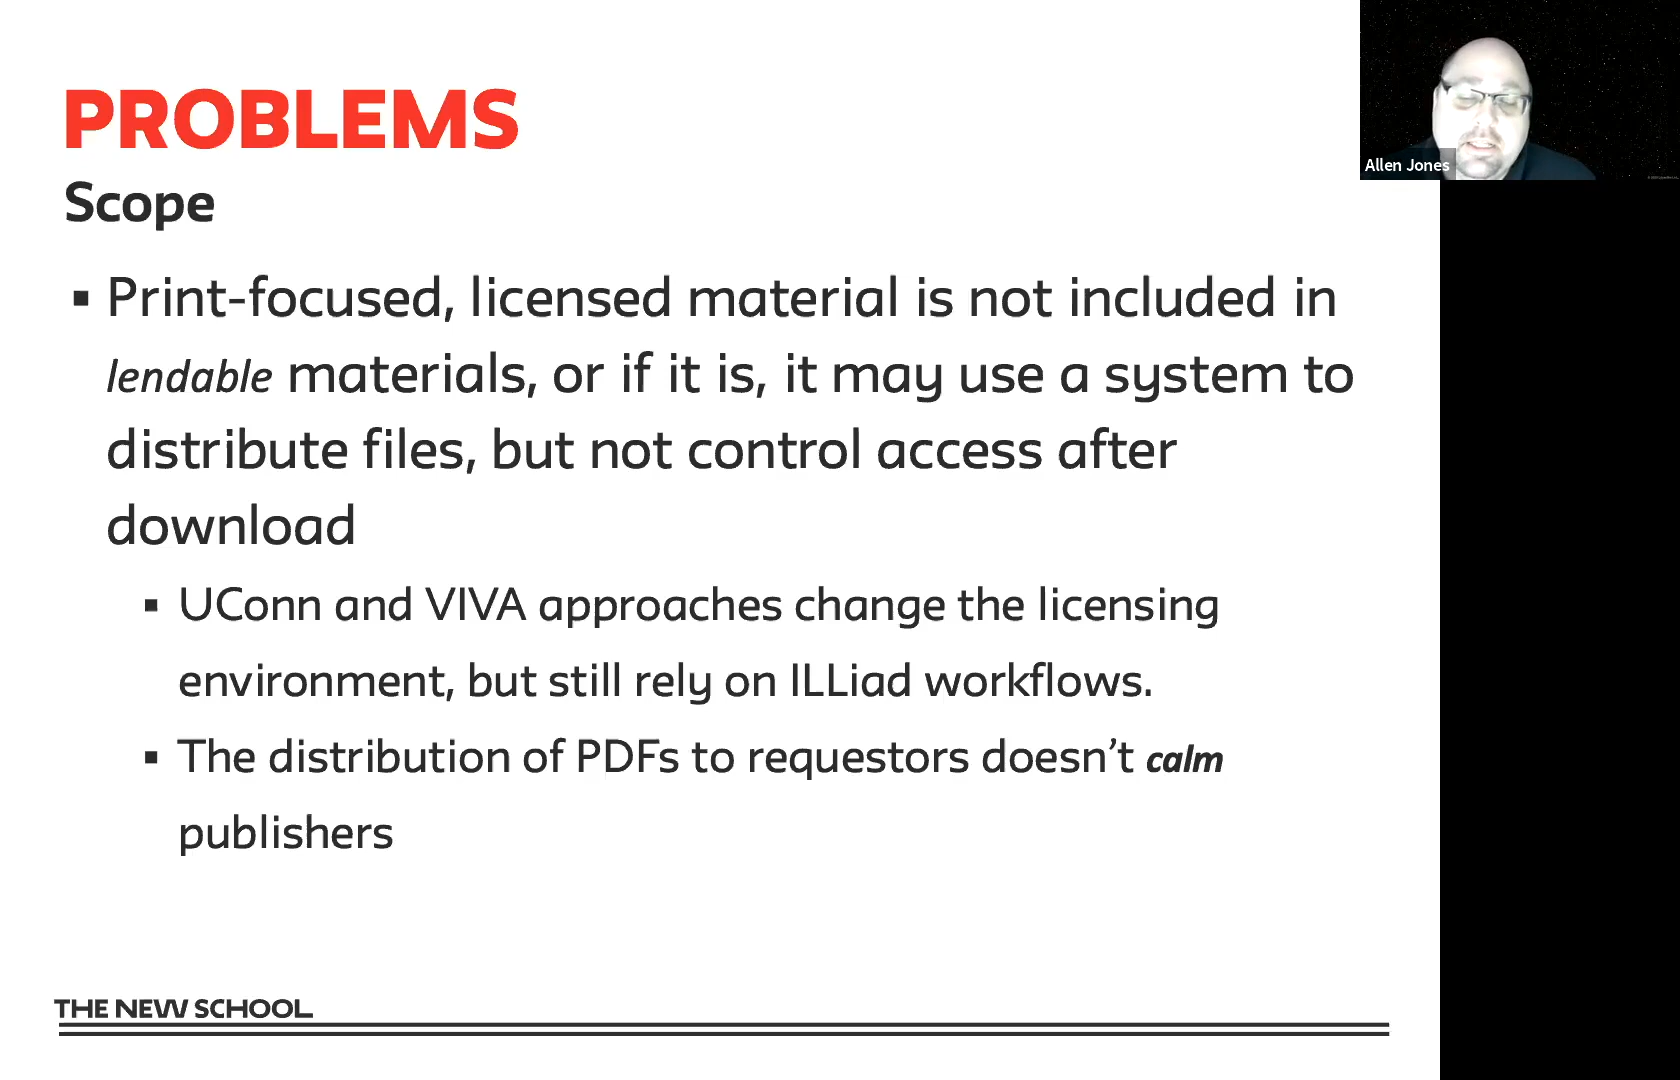 PROBLEMS
Scope
▪ Print-focused, licensed material is not included in
lendable materials, or if it is, it may use a system to
distribute files, but not control access after
download
▪ UConn and VIVA approaches change the licensing
environment, but still rely on ILLiad workflows.
▪ The distribution of PDFs to requestors doesn’t calm
publishers
THE NEW SCHOOL
Allen Jones